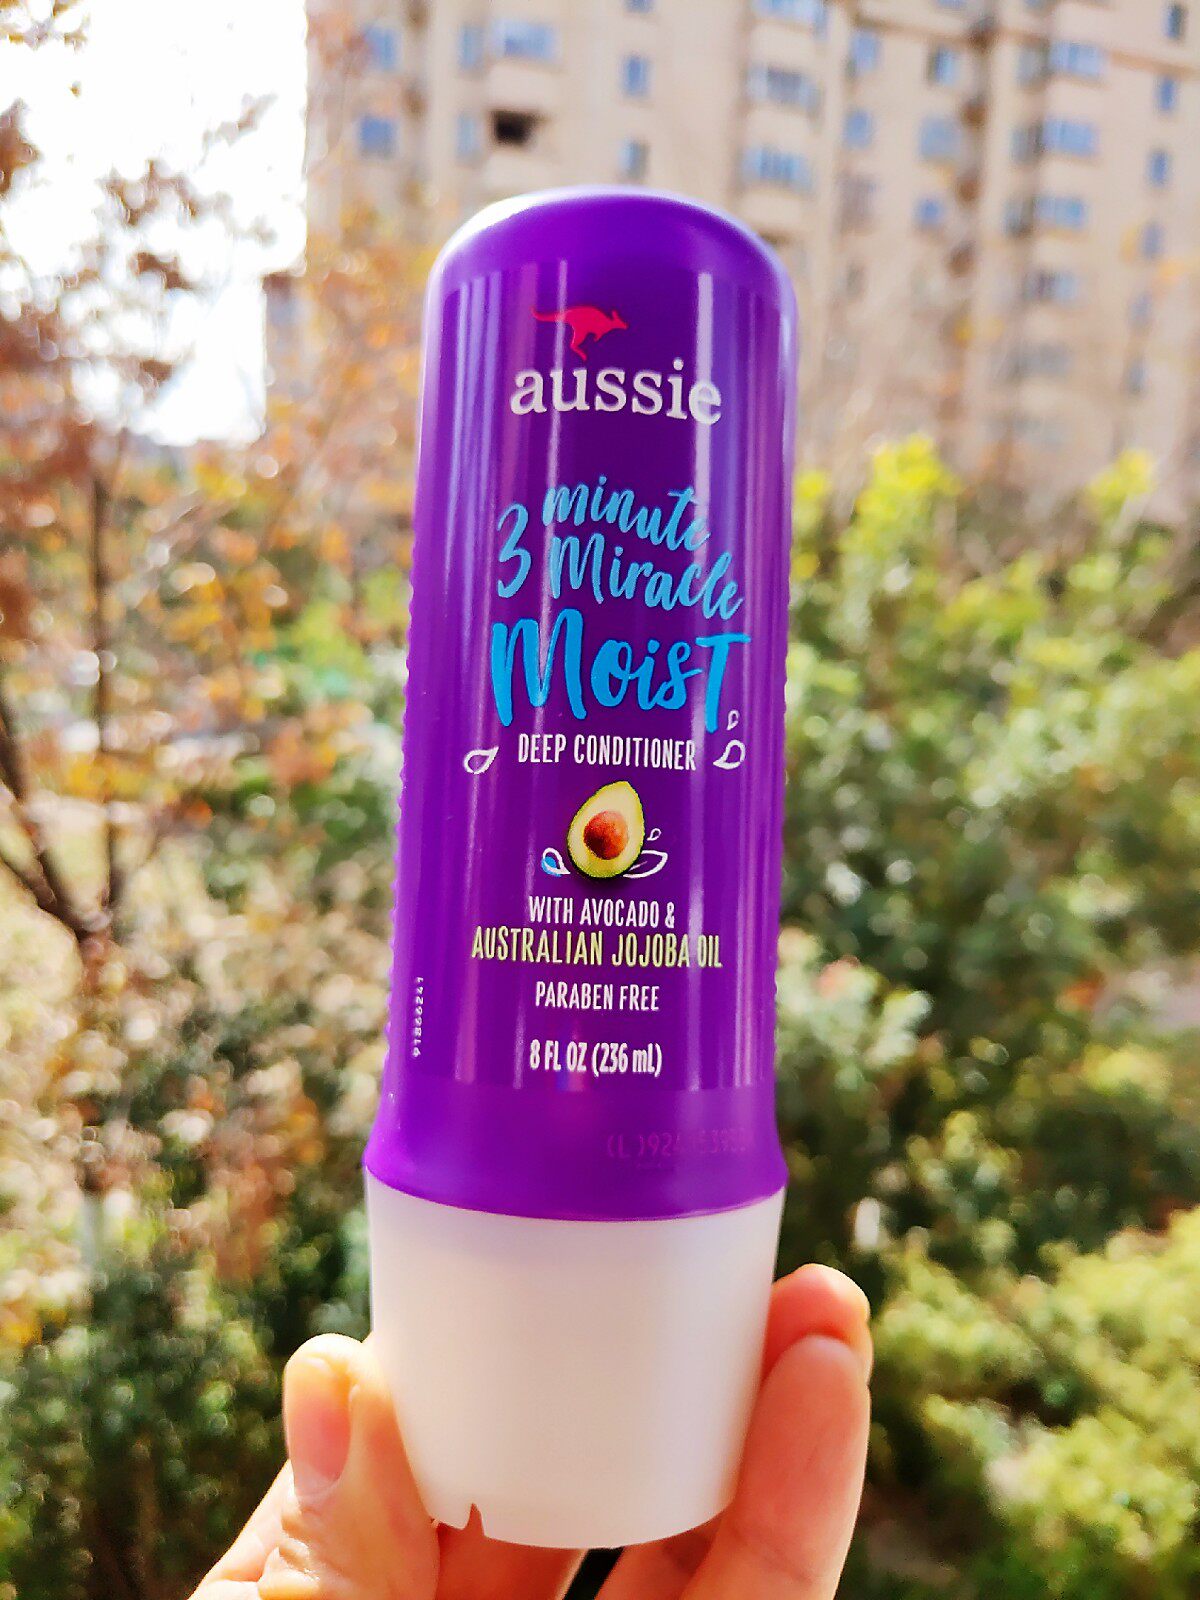 aussie
3 minute
Miracle
Moist
DEEP CONDITIONER
WITH AVOCADO &
AUSTRALIAN JOJOBA OIL
PARABEN FREE
8 FL OZ (236 mL)
91866241